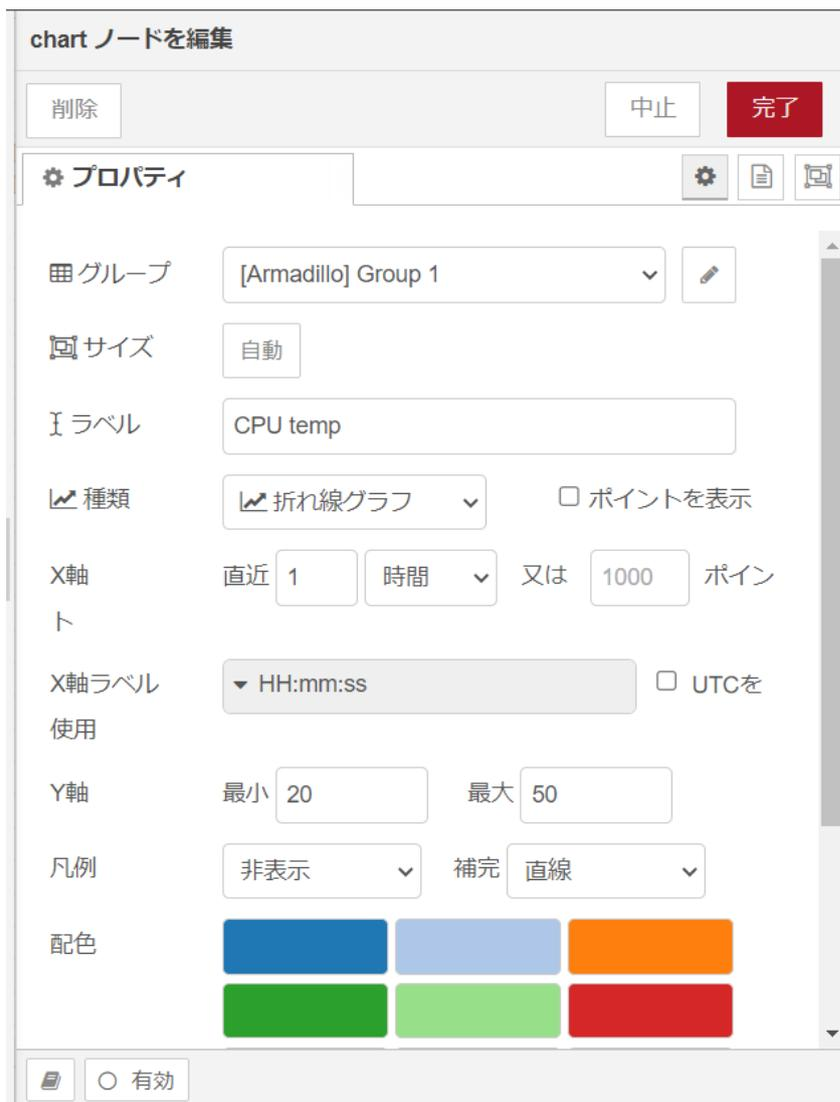 chart ノードを編集
削除 中止 完了
プロパティ
グループ [Armadillo] Group 1
サイズ 自動
ラベル CPU temp
種類 折れ線グラフ ポイントを表示
X軸 直近 1 時間 又は 1000 ポイン
ト
X軸ラベル HH:mm:ss UTCを
使用
Y軸 最小 20 最大 50
凡例 非表示 補完 直線
配色
有効